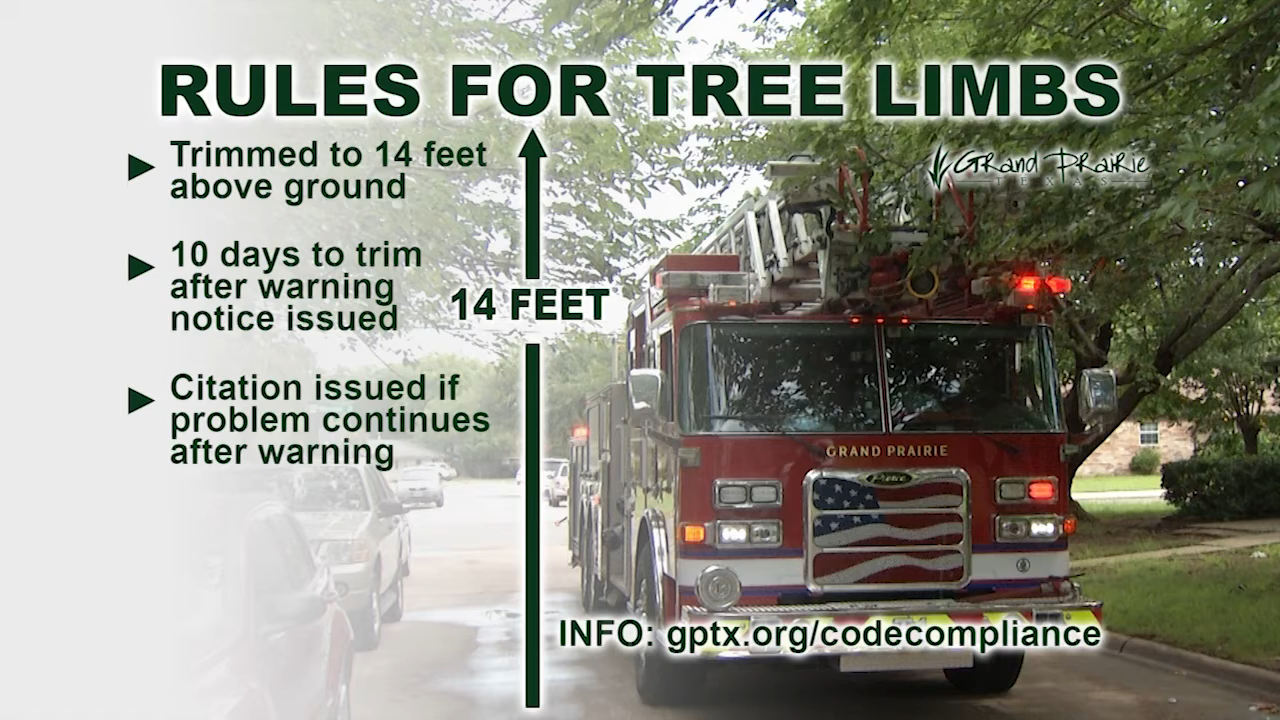 RULES FOR TREE LIMBS
Trimmed to 14 feet
above ground
10 days to trim
after warning
notice issued
Citation issued if
problem continues
after warning
14 FEET
Grand Prairie
TEXAS
GRAND PRAIRIE
Pierce
INFO: gptx.org/codecompliance